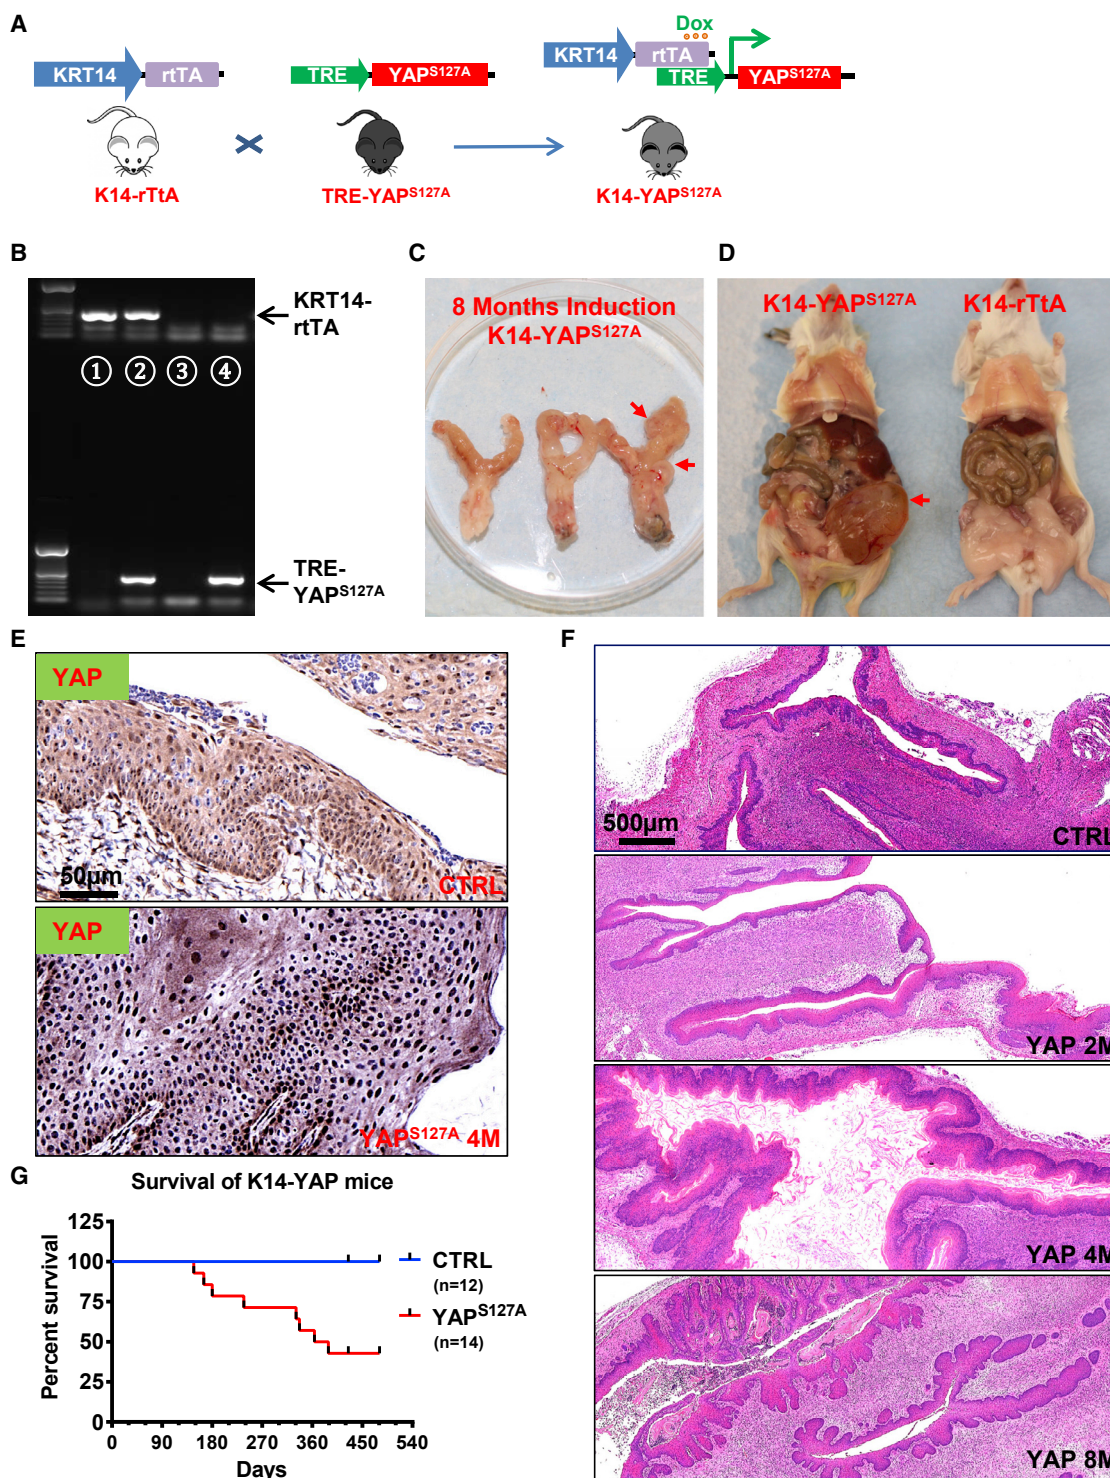 A
Dox
KRT14 rtTA
TRE YAPS127A
KRT14 rtTA
TRE YAPS127A
K14-rTtA
TRE-YAPS127A
K14-YAPS127A
B
KRT14-
rtTA
① ② ③ ④
TRE-
YAPS127A
C
8 Months Induction
K14-YAPS127A
D
K14-YAPS127A K14-rTtA
E
YAP
50μm
CTRL
YAP
YAPS127A 4M
F
500μm
CTRL
YAP 2M
YAP 4M
YAP 8M
G
Survival of K14-YAP mice
Percent survival
125
100
75
50
25
0
0 90 180 270 360 450 540
Days
CTRL
(n=12)
YAPS127A
(n=14)